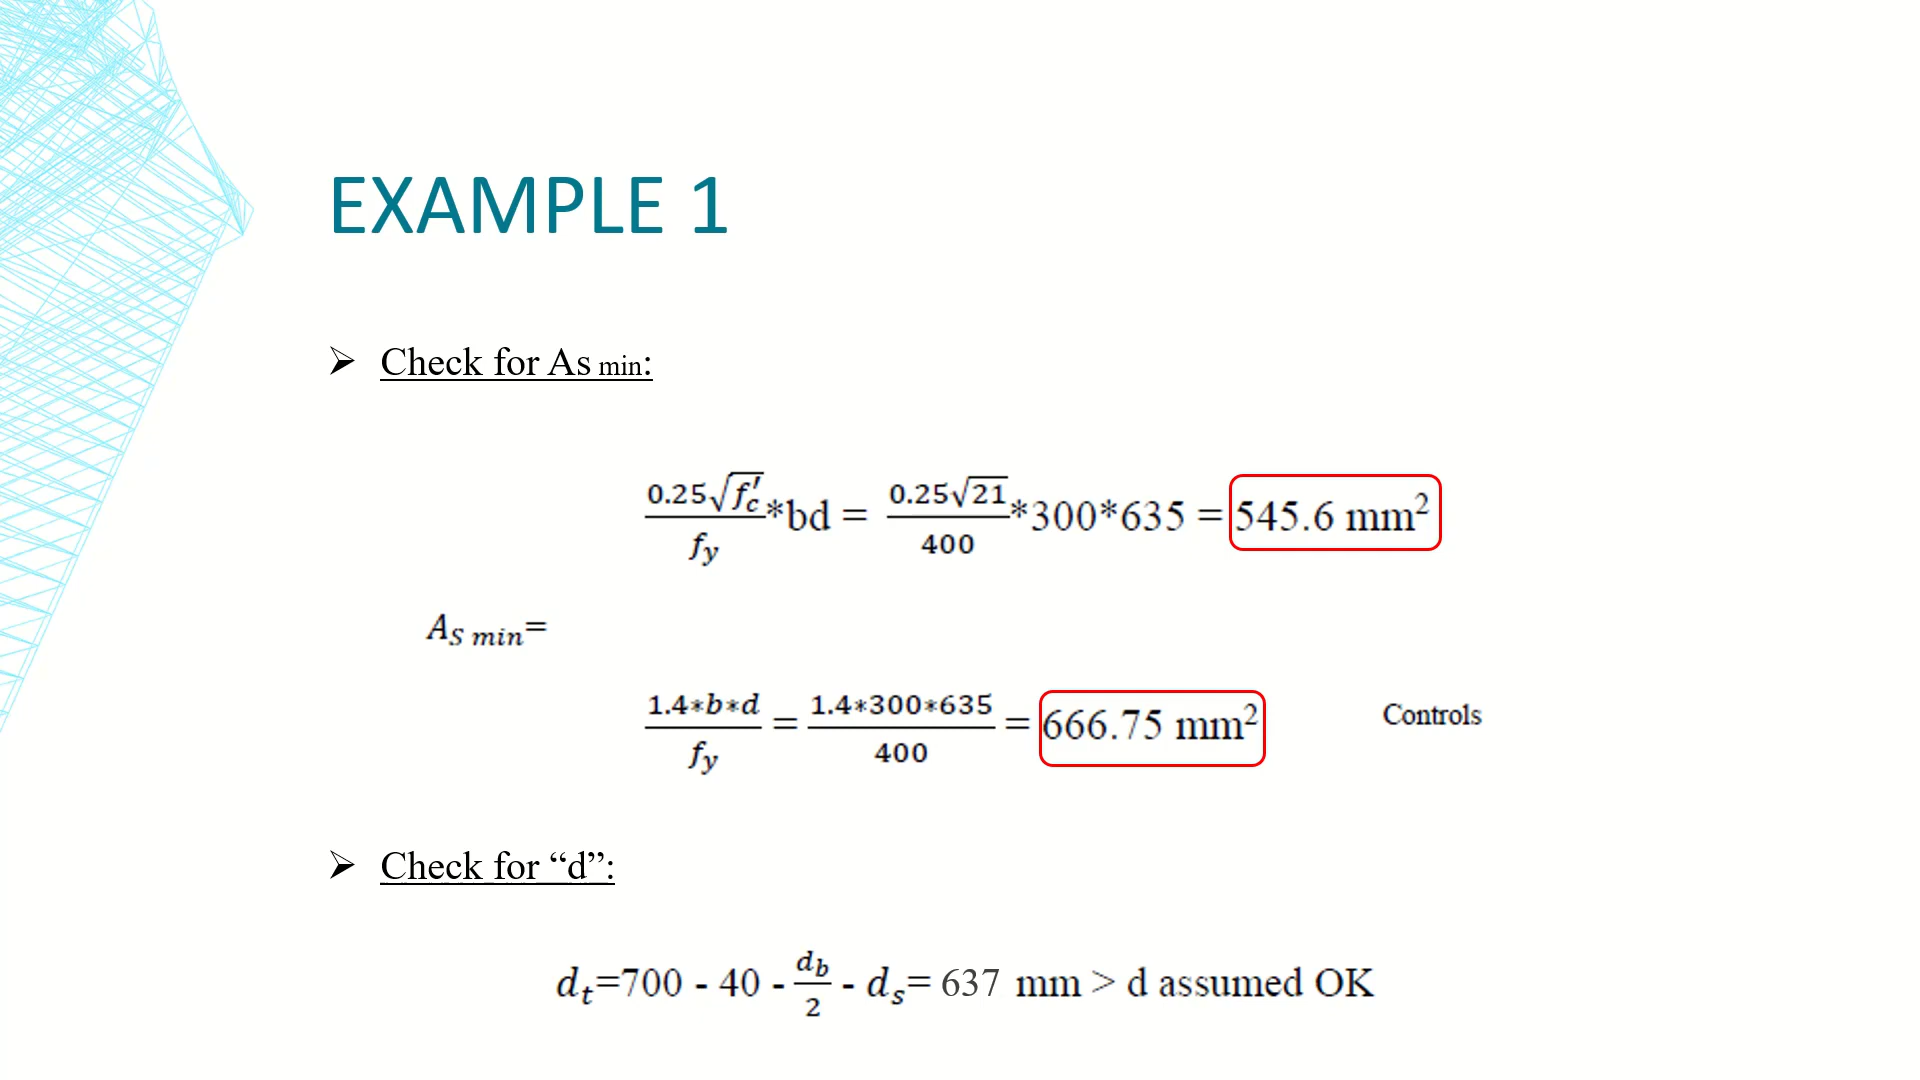 EXAMPLE 1
➢ Check for As min:
0.25√f'c / fy *bd = 0.25√21 / 400 *300*635 = 545.6 mm²
A_S min=
1.4*b*d / fy = 1.4*300*635 / 400 = 666.75 mm² Controls
➢ Check for “d”:
d_t=700 - 40 - d_b / 2 - d_s= 637 mm > d assumed OK